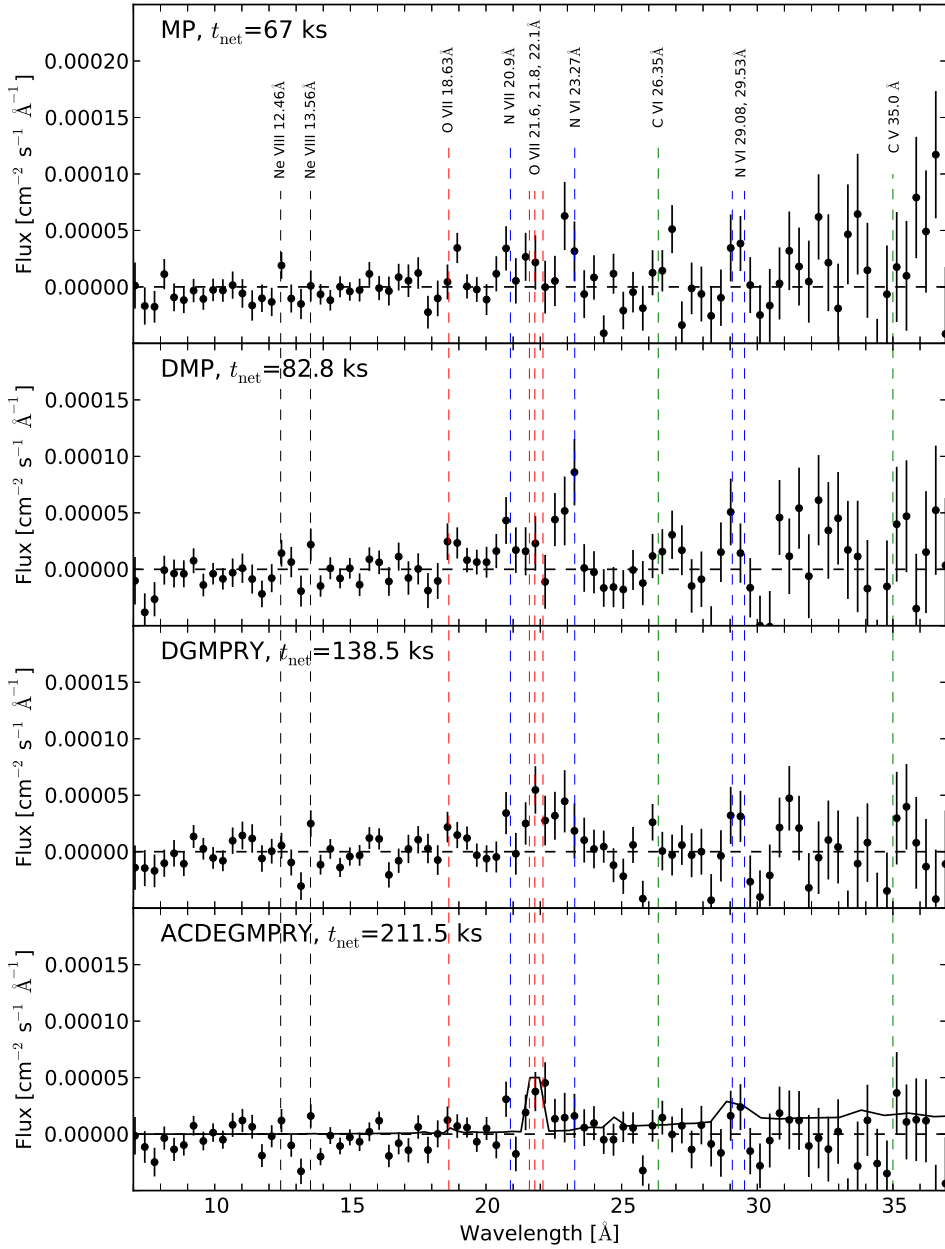 MP, t_net=67 ks
Ne VIII 12.46Å
Ne VIII 13.56Å
O VII 18.63Å
N VII 20.9Å
O VII 21.6, 21.8, 22.1Å
N VI 23.27Å
C VI 26.35Å
N VI 29.08, 29.53Å
C V 35.0 Å
Flux [cm⁻² s⁻¹ Å⁻¹]
0.00020
0.00015
0.00010
0.00005
0.00000
DMP, t_net=82.8 ks
Flux [cm⁻² s⁻¹ Å⁻¹]
0.00015
0.00010
0.00005
0.00000
DGMPRY, t_net=138.5 ks
Flux [cm⁻² s⁻¹ Å⁻¹]
0.00015
0.00010
0.00005
0.00000
ACDEGMPRY, t_net=211.5 ks
Flux [cm⁻² s⁻¹ Å⁻¹]
0.00015
0.00010
0.00005
0.00000
10 15 20 25 30 35
Wavelength [Å]